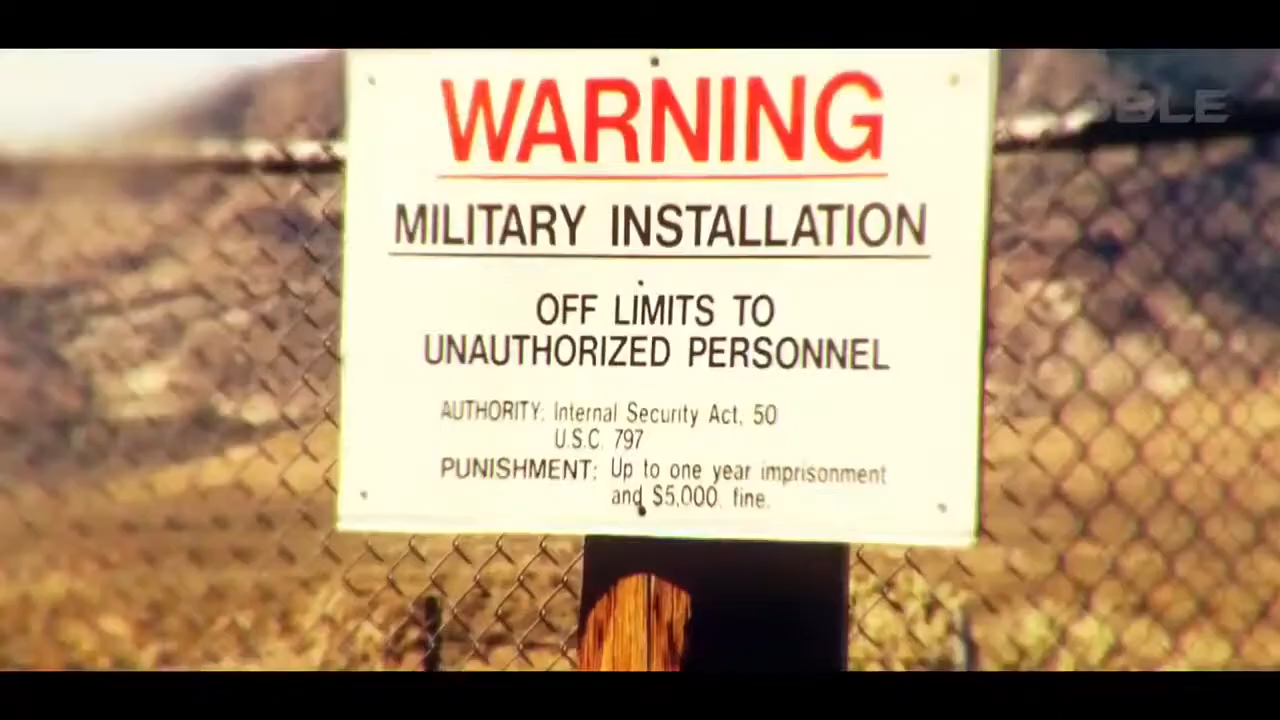 WARNING
MILITARY INSTALLATION
OFF LIMITS TO
UNAUTHORIZED PERSONNEL
AUTHORITY: Internal Security Act, 50
U.S.C. 797
PUNISHMENT: Up to one year imprisonment
and $5,000. fine.